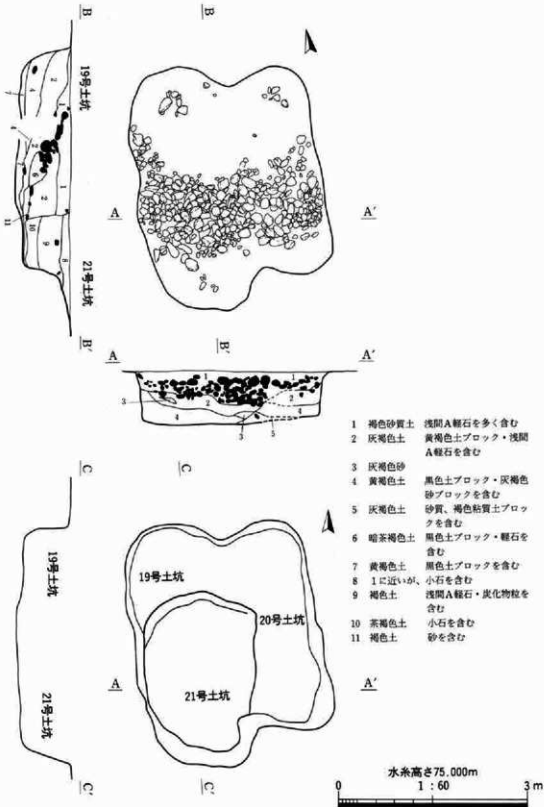 B
B
19号土坑
21号土坑
A
A'
B'
B'
A
A'
1 褐色砂質土 浅間A軽石を多く含む
2 灰褐色土 黄褐色土ブロック・浅間
A軽石を含む
3 灰褐色砂
4 黄褐色土 黒色土ブロック・灰褐色
砂ブロックを含む
5 灰褐色土 砂質、褐色粘質土ブロッ
クを含む
6 暗茶褐色土 黒色土ブロック・軽石を
含む
7 黄褐色土 黒色土ブロックを含む
8 1に近いが、小石を含む
9 褐色土 浅間A軽石・炭化物粒を
含む
10 茶褐色土 小石を含む
11 褐色土 砂を含む
C
C
19号土坑
21号土坑
19号土坑
20号土坑
21号土坑
A
A'
C'
C'
水糸高さ75.000m
0 1:60 3m